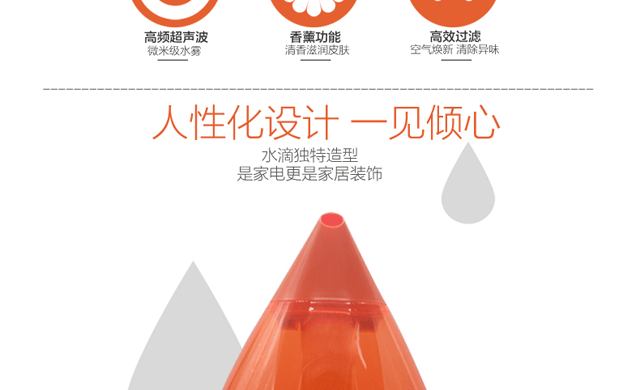 高频超声波 香薰功能 高效过滤
微米级水雾 清香滋润皮肤 空气焕新 清除异味
人性化设计 一见倾心
水滴独特造型
是家电更是家居装饰